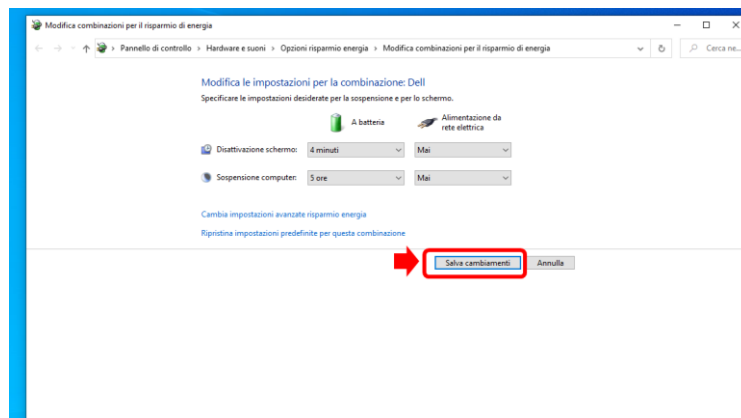 Modifica combinazioni per il risparmio di energia
Pannello di controllo > Hardware e suoni > Opzioni risparmio energia > Modifica combinazioni per il risparmio di energia
Cerca ne...
Modifica le impostazioni per la combinazione: Dell
Specificare le impostazioni desiderate per la sospensione e per lo schermo.
A batteria
Alimentazione da
rete elettrica
Disattivazione schermo: 4 minuti Mai
Sospensione computer: 5 ore Mai
Cambia impostazioni avanzate risparmio energia
Ripristina impostazioni predefinite per questa combinazione
Salva cambiamenti Annulla